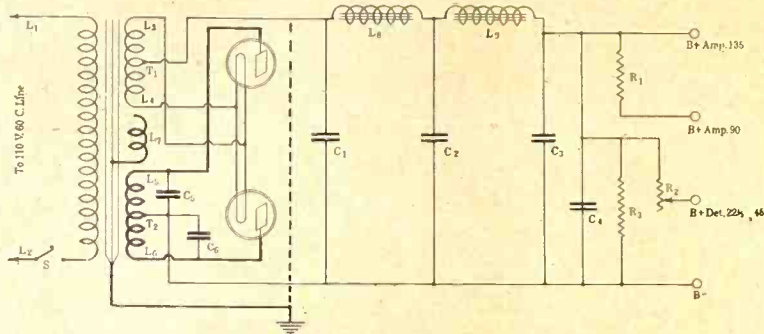 To 110 V. 60 C. Line
L1
L2
S
L3
T1
L4
L7
L5
C5
T2
C6
L6
L8
L9
C1
C2
C3
C4
R1
R2
R3
B+ Amp. 135
B+ Amp. 90
B+ Det. 22½, 45
B-